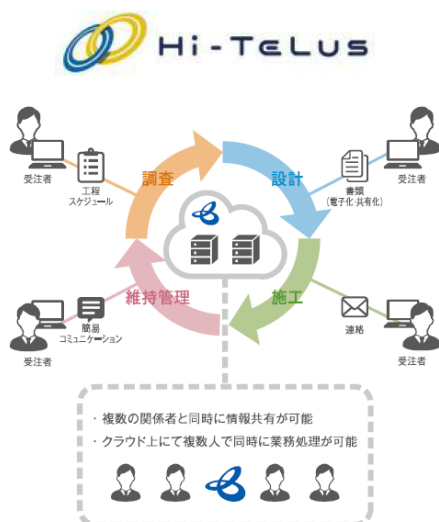 Hi-TeLus
受注者
工程
スケジュール
調査
設計
書類
(電子化・共有化)
受注者
維持管理
施工
受注者
簡易
コミュニケーション
連絡
受注者
・複数の関係者と同時に情報共有が可能
・クラウド上にて複数人で同時に業務処理が可能